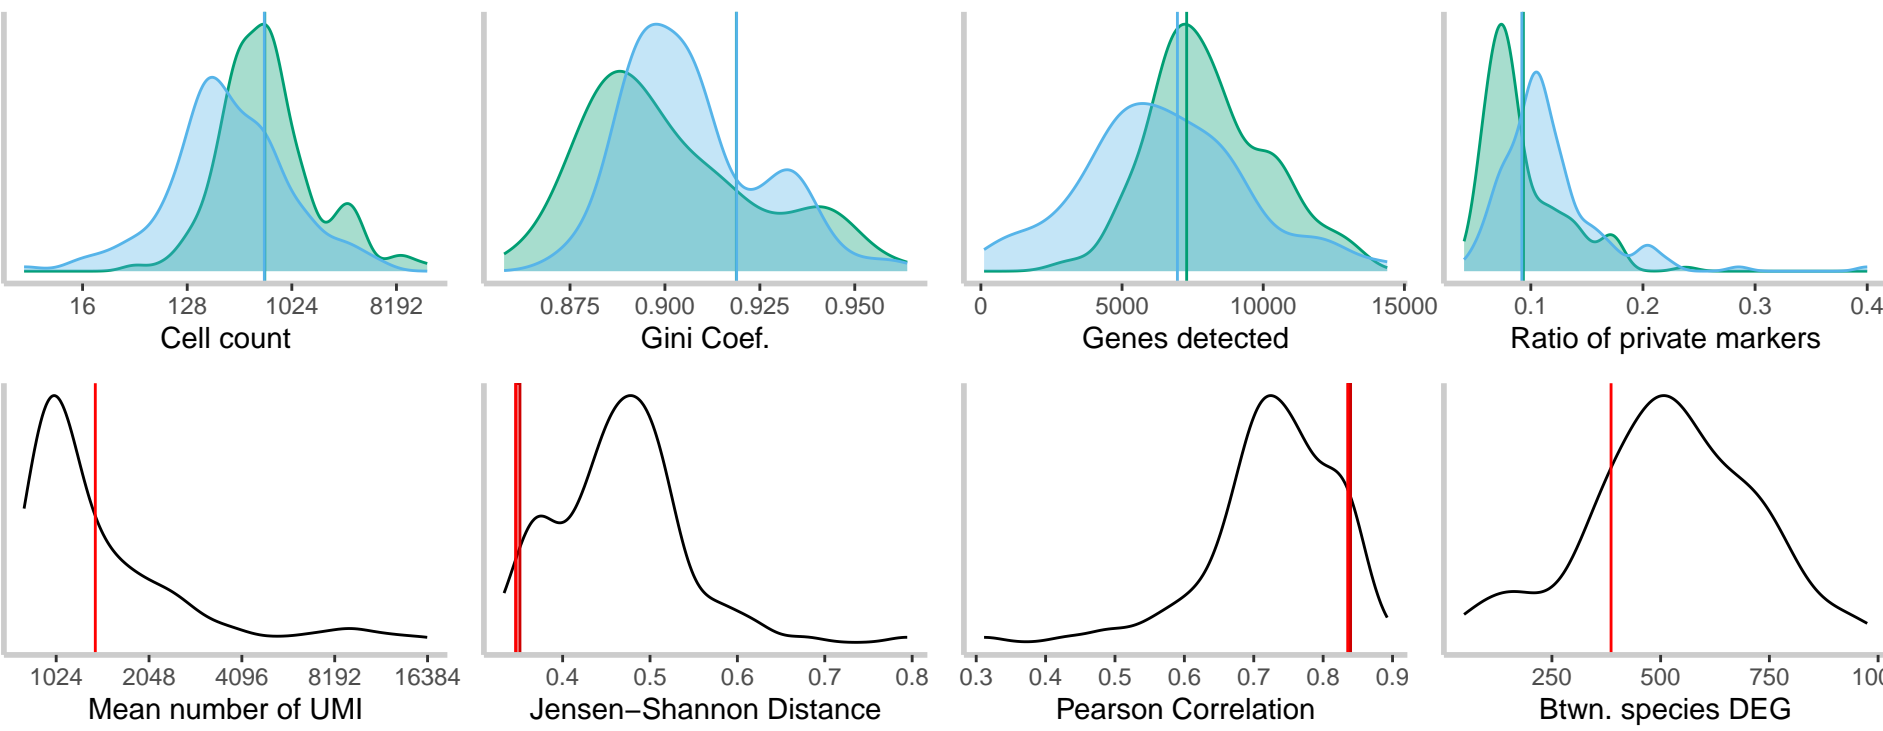 16 128 1024 8192
Cell count
0.875 0.900 0.925 0.950
Gini Coef.
0 5000 10000 14000
Genes detected
0.1 0.2 0.3 0.4
Ratio of private markers
1024 2048 4096 8192 16384
Mean number of UMI
0.4 0.5 0.6 0.7 0.8
Jensen−Shannon Distance
0.3 0.4 0.5 0.6 0.7 0.8 0.9
Pearson Correlation
250 500 750
Btwn. species DEG